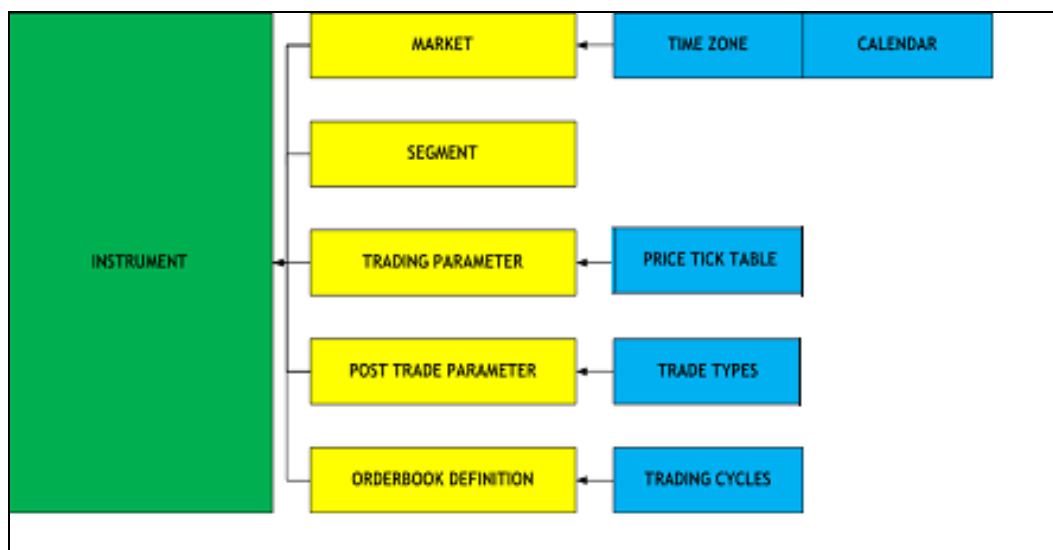 MARKET
TIME ZONE
CALENDAR
SEGMENT
INSTRUMENT
TRADING PARAMETER
PRICE TICK TABLE
POST TRADE PARAMETER
TRADE TYPES
ORDERBOOK DEFINITION
TRADING CYCLES